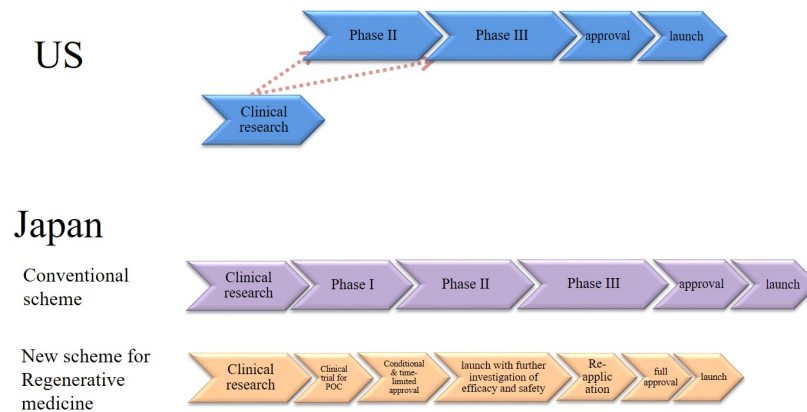 US
Phase II
Phase III
approval
launch
Clinical
research
Japan
Conventional
scheme
Clinical
research
Phase I
Phase II
Phase III
approval
launch
New scheme for
Regenerative
medicine
Clinical
research
Clinical
trial for
POC
Conditional
& time-
limited
approval
launch with further
investigation of
efficacy and safety
Re-
applic
ation
full
approval
launch